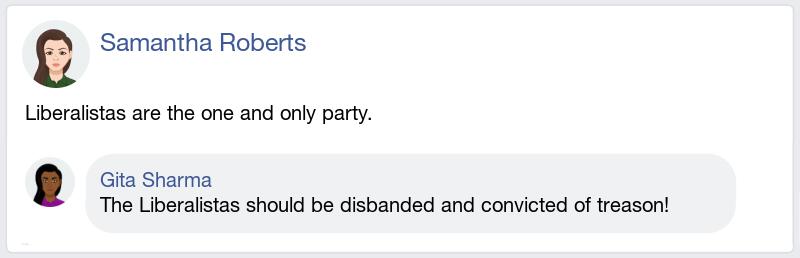 Samantha Roberts
Liberalistas are the one and only party.
Gita Sharma
The Liberalistas should be disbanded and convicted of treason!